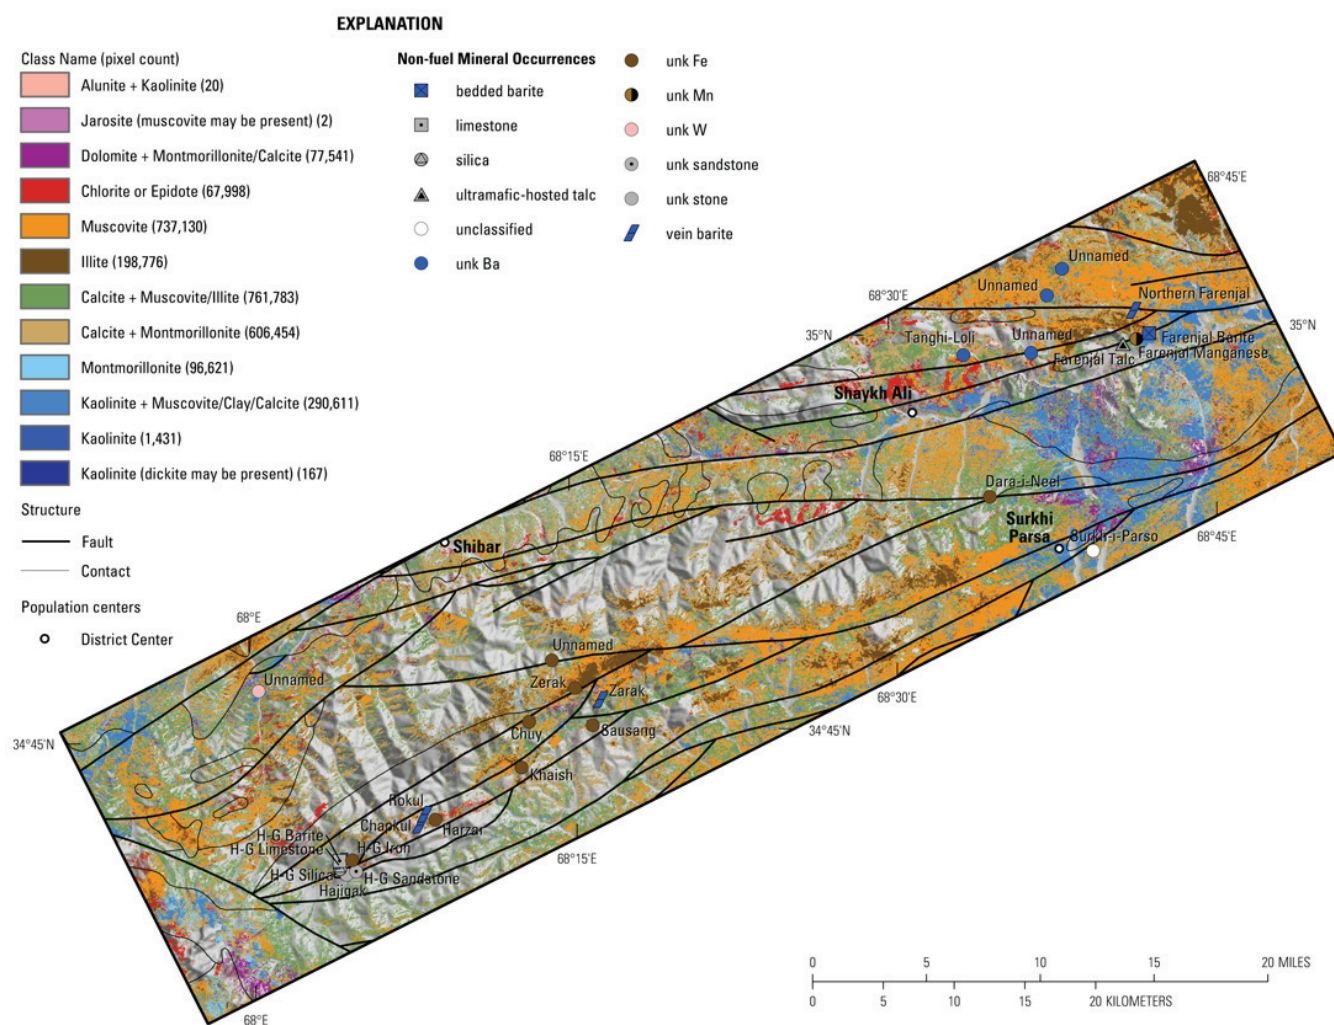 EXPLANATION
Class Name (pixel count)
Alunite + Kaolinite (20)
Jarosite (muscovite may be present) (2)
Dolomite + Montmorillonite/Calcite (77,541)
Chlorite or Epidote (67,998)
Muscovite (737,130)
Illite (198,776)
Calcite + Muscovite/Illite (761,783)
Calcite + Montmorillonite (606,454)
Montmorillonite (96,621)
Kaolinite + Muscovite/Clay/Calcite (290,611)
Kaolinite (1,431)
Kaolinite (dickite may be present) (167)
Structure
Fault
Contact
Population centers
District Center
Non-fuel Mineral Occurrences
bedded barite
limestone
silica
ultramafic-hosted talc
unclassified
unk Ba
unk Fe
unk Mn
unk W
unk sandstone
unk stone
vein barite
68°45'E
Unnamed
Unnamed
Northern Farenjal
68°30'E
35°N
35°N
Tanghi-Loli
Unnamed
Farenjal Barite
Farenjal Talc
Farenjal Manganese
Shaykh Ali
68°15'E
Dara-i-Neel
Surkhi
Parsa
Surkh-i-Parso
68°45'E
Shibar
68°E
Unnamed
Unnamed
Zerak
Zarak
68°30'E
34°45'N
Chuy
Sausang
34°45'N
Khaish
Rokul
Chapkul
Harzar
H-G Barite
H-G Limestone
H-G Iron
68°15'E
H-G Silica
H-G Sandstone
Hajigak
68°E
0 5 10 15 20 MILES
0 5 10 15 20 KILOMETERS